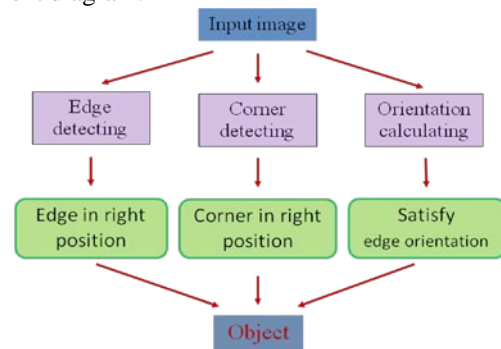 Input image
Edge
detecting
Corner
detecting
Orientation
calculating
Edge in right
position
Corner in right
position
Satisfy
edge orientation
Object